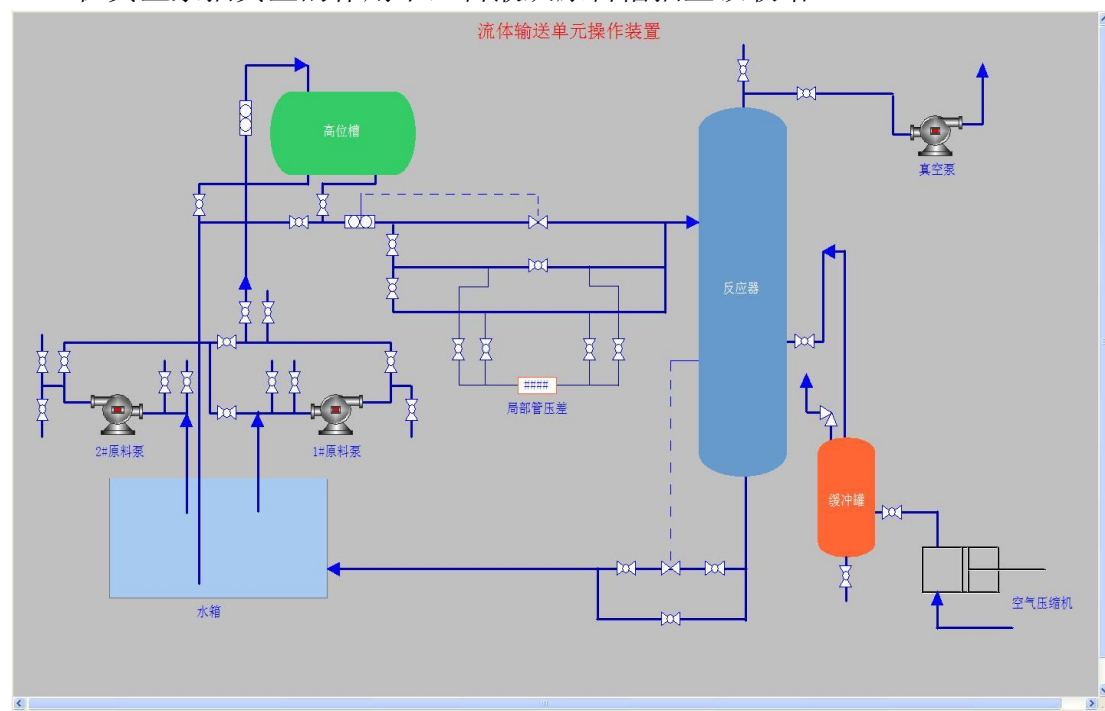 流体输送单元操作装置
高位槽
真空泵
反应器
####
局部管压差
2#原料泵
1#原料泵
缓冲罐
水箱
空气压缩机